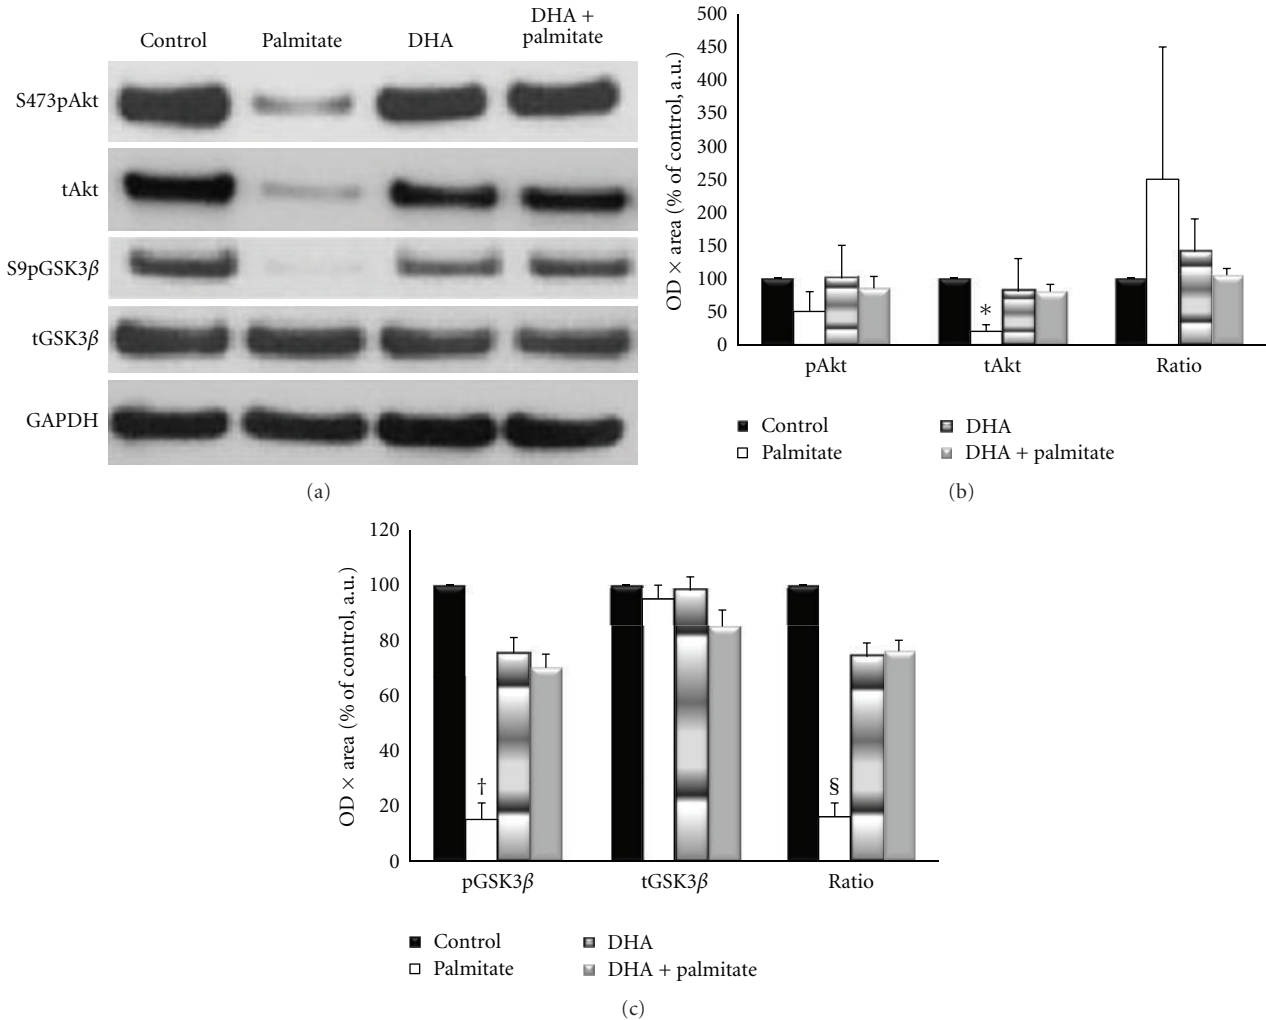 Control Palmitate DHA DHA +
palmitate
S473pAkt
tAkt
S9pGSK3β
tGSK3β
GAPDH
(a)
OD × area (% of control, a.u.)
500
450
400
350
300
250
200
150
100
50
0
*
pAkt tAkt Ratio
Control DHA
Palmitate DHA + palmitate
(b)
OD × area (% of control, a.u.)
120
100
80
60
40
20
0
† §
pGSK3β tGSK3β Ratio
Control DHA
Palmitate DHA + palmitate
(c)